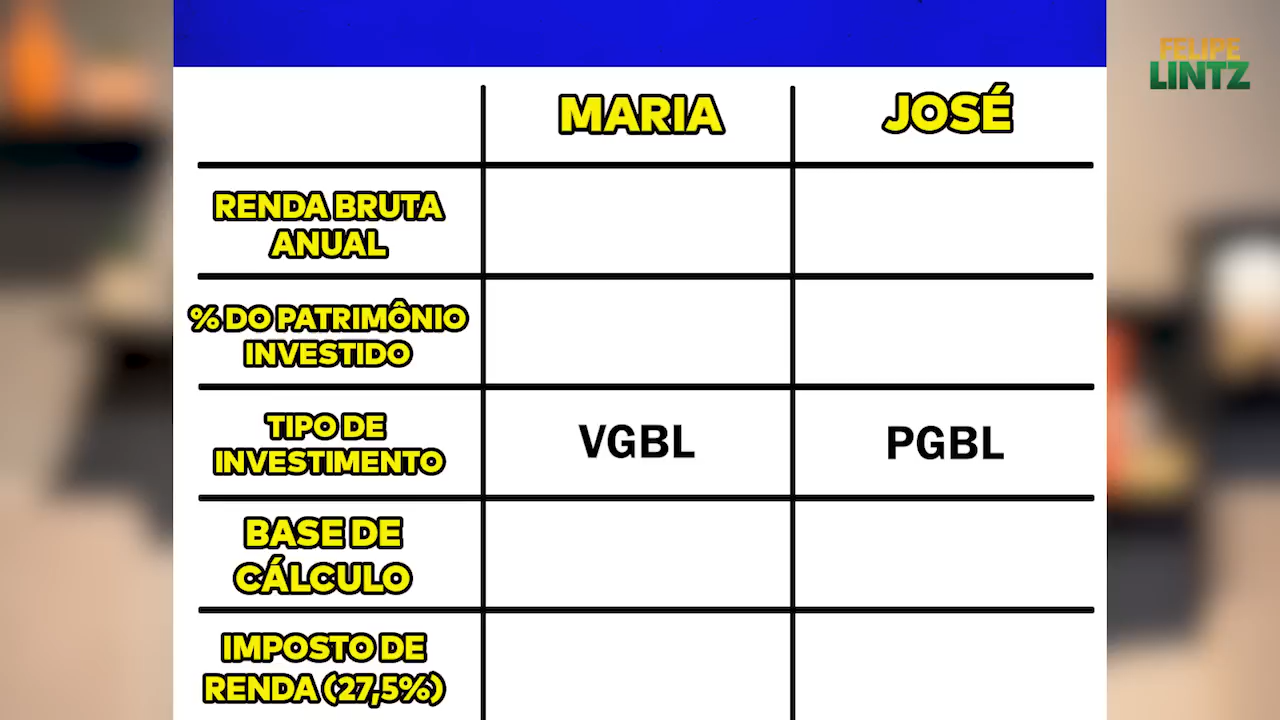 FELIPE
LINTZ
MARIA
JOSÉ
RENDA BRUTA
ANUAL
% DO PATRIMÔNIO
INVESTIDO
TIPO DE
INVESTIMENTO
VGBL
PGBL
BASE DE
CÁLCULO
IMPOSTO DE
RENDA (27,5%)